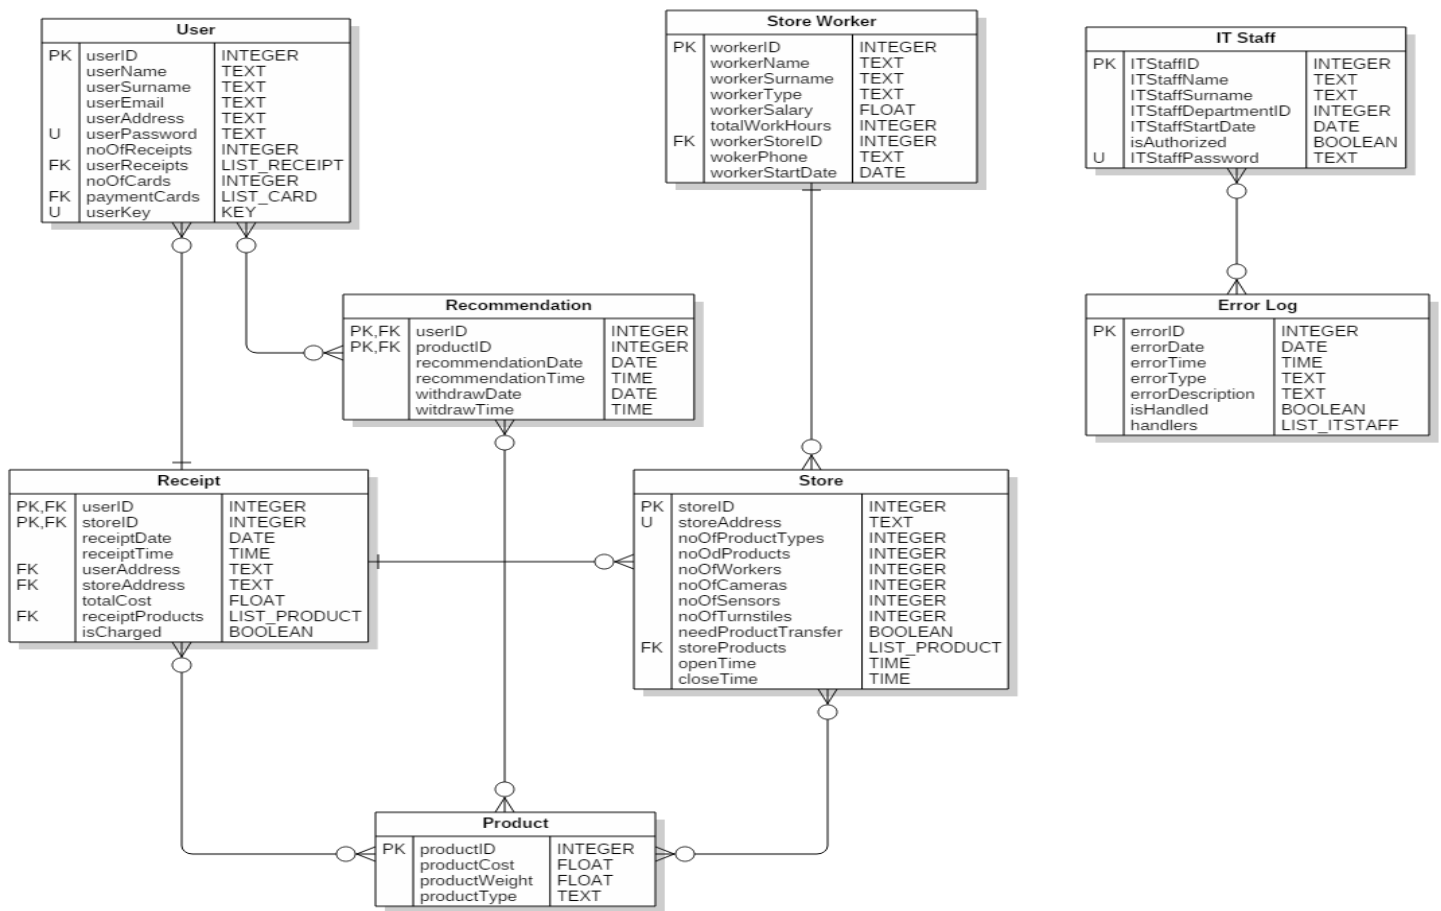 User
PK userID INTEGER
userName TEXT
userSurname TEXT
userEmail TEXT
userAddress TEXT
U userPassword TEXT
noOfReceipts INTEGER
FK userReceipts LIST_RECEIPT
noOfCards INTEGER
FK paymentCards LIST_CARD
U userKey KEY
Store Worker
PK workerID INTEGER
workerName TEXT
workerSurname TEXT
workerType TEXT
workerSalary FLOAT
totalWorkHours INTEGER
FK workerStoreID INTEGER
wokerPhone TEXT
workerStartDate DATE
IT Staff
PK ITStaffID INTEGER
ITStaffName TEXT
ITStaffSurname TEXT
ITStaffDepartmentID INTEGER
ITStaffStartDate DATE
isAuthorized BOOLEAN
U ITStaffPassword TEXT
Recommendation
PK,FK userID INTEGER
PK,FK productID INTEGER
recommendationDate DATE
recommendationTime TIME
withdrawDate DATE
witdrawTime TIME
Error Log
PK errorID INTEGER
errorDate DATE
errorTime TIME
errorType TEXT
errorDescription TEXT
isHandled BOOLEAN
handlers LIST_ITSTAFF
Receipt
PK,FK userID INTEGER
PK,FK storeID INTEGER
receiptDate DATE
receiptTime TIME
FK userAddress TEXT
FK storeAddress TEXT
totalCost FLOAT
FK receiptProducts LIST_PRODUCT
isCharged BOOLEAN
Store
PK storeID INTEGER
U storeAddress TEXT
noOfProductTypes INTEGER
noOdProducts INTEGER
noOfWorkers INTEGER
noOfCameras INTEGER
noOfSensors INTEGER
noOfTurnstiles INTEGER
needProductTransfer BOOLEAN
FK storeProducts LIST_PRODUCT
openTime TIME
closeTime TIME
Product
PK productID INTEGER
productCost FLOAT
productWeight FLOAT
productType TEXT